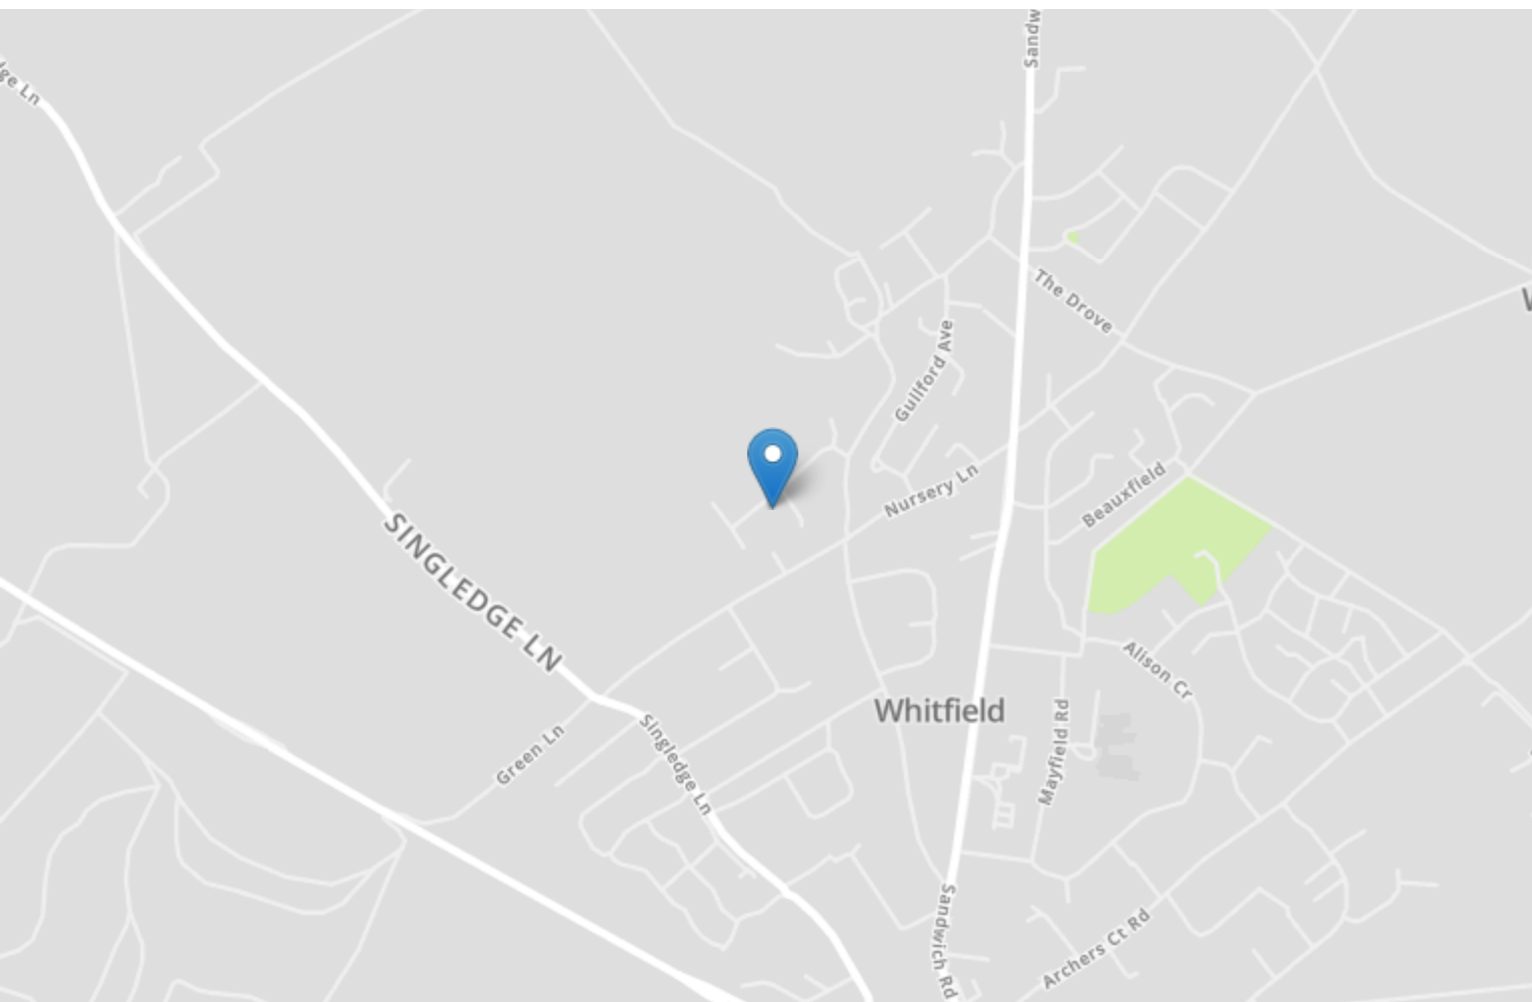 Sandw
dge Ln
The Drove
W
Guilford Ave
Nursery Ln
Beauxfield
SINGLEDGE LN
Alison Cr
Whitfield
Mayfield Rd
Singledge Ln
Green Ln
Sandwich Rd
Archers Ct Rd